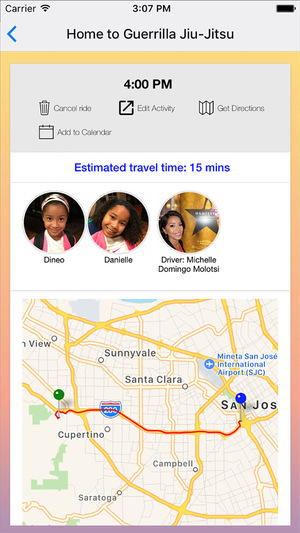 Carrier 3:07 PM
Home to Guerrilla Jiu-Jitsu
4:00 PM
Cancel ride Edit Activity Get Directions
Add to Calendar
Estimated travel time: 15 mins
Dineo Danielle Driver: Michelle
Domingo Molotsi
n View
Sunnyvale
Mineta San José
International
Airport (SJC)
Santa Clara
SAN JOS
280
Cupertino
Campbell
Saratoga